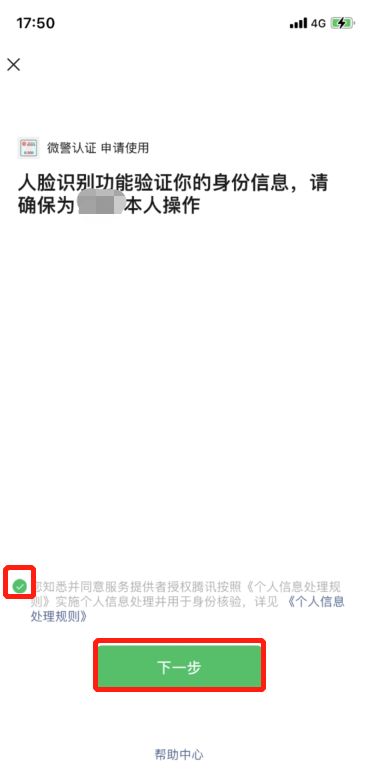 17:50
4G
微警认证 申请使用
人脸识别功能验证你的身份信息，请
确保为 本人操作
您知悉并同意服务提供者授权腾讯按照《个人信息处理规
则》实施个人信息处理并用于身份核验，详见 《个人信息
处理规则》
下一步
帮助中心